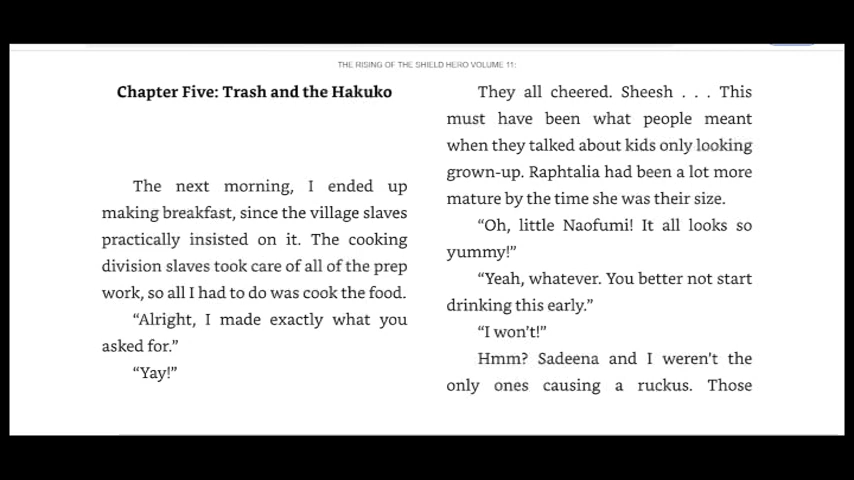 THE RISING OF THE SHIELD HERO VOLUME 11:
Chapter Five: Trash and the Hakuko
The next morning, I ended up
making breakfast, since the village slaves
practically insisted on it. The cooking
division slaves took care of all of the prep
work, so all I had to do was cook the food.
“Alright, I made exactly what you
asked for.”
“Yay!”
They all cheered. Sheesh . . . This
must have been what people meant
when they talked about kids only looking
grown-up. Raphtalia had been a lot more
mature by the time she was their size.
“Oh, little Naofumi! It all looks so
yummy!”
“Yeah, whatever. You better not start
drinking this early.”
“I won’t!”
Hmm? Sadeena and I weren’t the
only ones causing a ruckus. Those